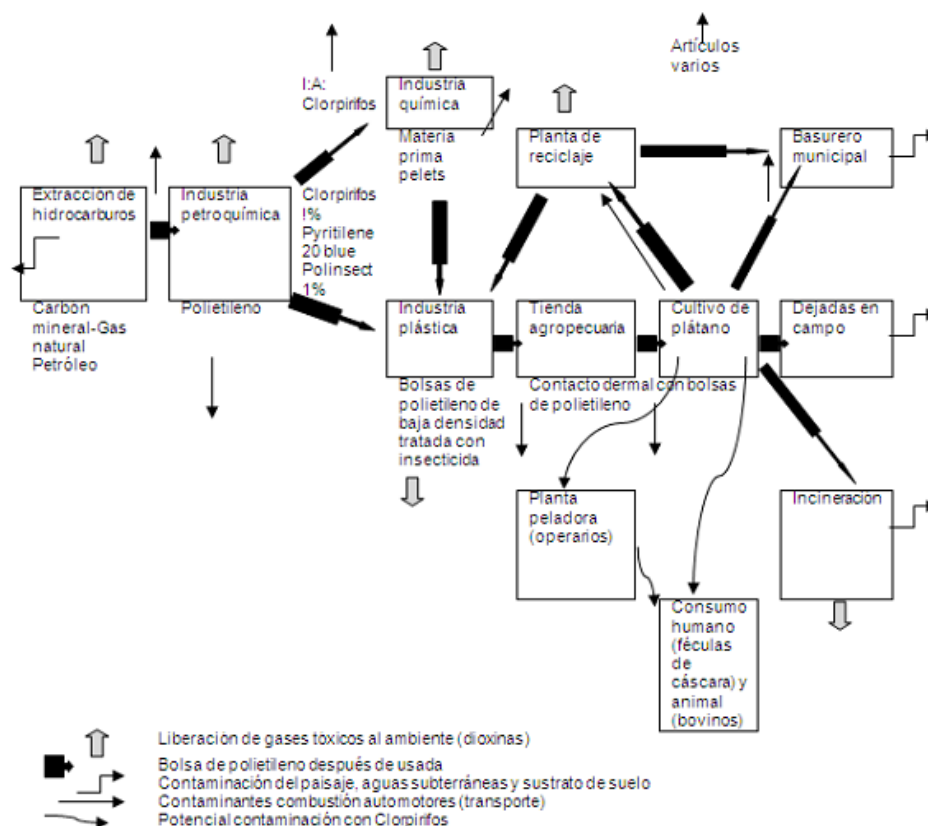 Artículos
varios
I:A:
Clorpirifos
Industria
química
Materia
prima
pelets
Planta de
reciclaje
Basurero
municipal
Extracción de
hidrocarburos
Industria
petroquímica
Clorpirifos
!%
Pyritilene
20 blue
Polinsect
1%
Carbon
mineral-Gas
natural
Petróleo
Polietileno
Industria
plástica
Tienda
agropecuaria
Cultivo de
plátano
Dejadas en
campo
Bolsas de
polietileno de
baja densidad
tratada con
insecticida
Contacto dermal con bolsas
de polietileno
Planta
peladora
(operarios)
Incineración
Consumo
humano
(féculas
de
cáscara) y
animal
(bovinos)
Liberación de gases tóxicos al ambiente (dioxinas)
Bolsa de polietileno después de usada
Contaminación del paisaje, aguas subterráneas y sustrato de suelo
Contaminantes combustión automotores (transporte)
Potencial contaminación con Clorpirifos